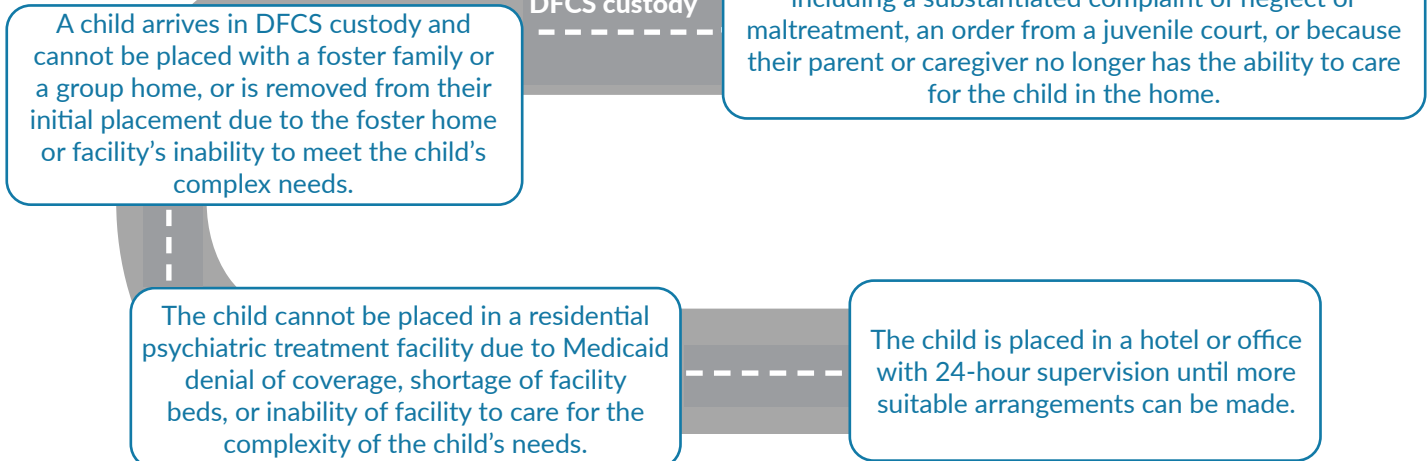 DFCS custody
including a substantiated complaint of neglect or
maltreatment, an order from a juvenile court, or because
their parent or caregiver no longer has the ability to care
for the child in the home.
A child arrives in DFCS custody and
cannot be placed with a foster family or
a group home, or is removed from their
initial placement due to the foster home
or facility’s inability to meet the child’s
complex needs.
The child cannot be placed in a residential
psychiatric treatment facility due to Medicaid
denial of coverage, shortage of facility
beds, or inability of facility to care for the
complexity of the child’s needs.
The child is placed in a hotel or office
with 24-hour supervision until more
suitable arrangements can be made.